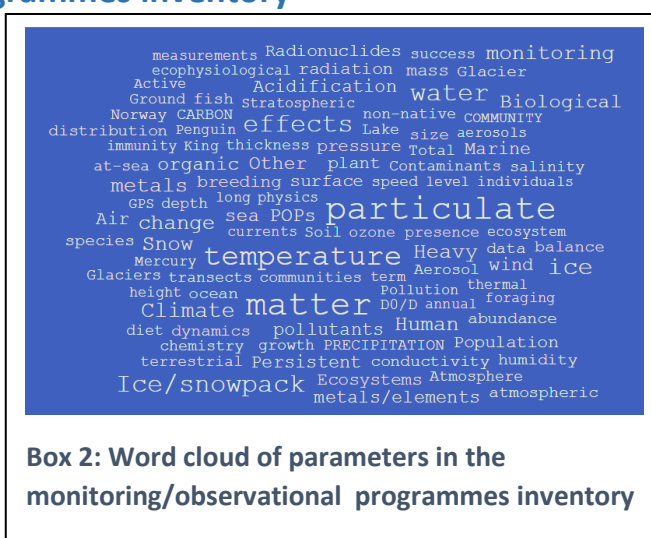 grammes inventory
measurements Radionuclides success monitoring
ecophysiological radiation mass Glacier
Active Acidification water Biological
Ground fish Stratospheric
Norway CARBON non-native COMMUNITY
distribution Penguin effects Lake size aerosols
immunity King thickness pressure Total Marine
at-sea organic Other plant Contaminants salinity
metals breeding surface speed level individuals
GPS depth long physics particulate
Air change sea POPs
currents Soil ozone presence ecosystem
species Snow temperature Heavy data balance
Mercury Aerosol wind ice
Glaciers transects communities term
height ocean matter Pollution thermal
Climate DO/D annual foraging
diet dynamics pollutants Human abundance
chemistry growth PRECIPITATION Population
terrestrial Persistent conductivity humidity
Ice/snowpack Ecosystems Atmosphere
metals/elements atmospheric
Box 2: Word cloud of parameters in the
monitoring/observational programmes inventory